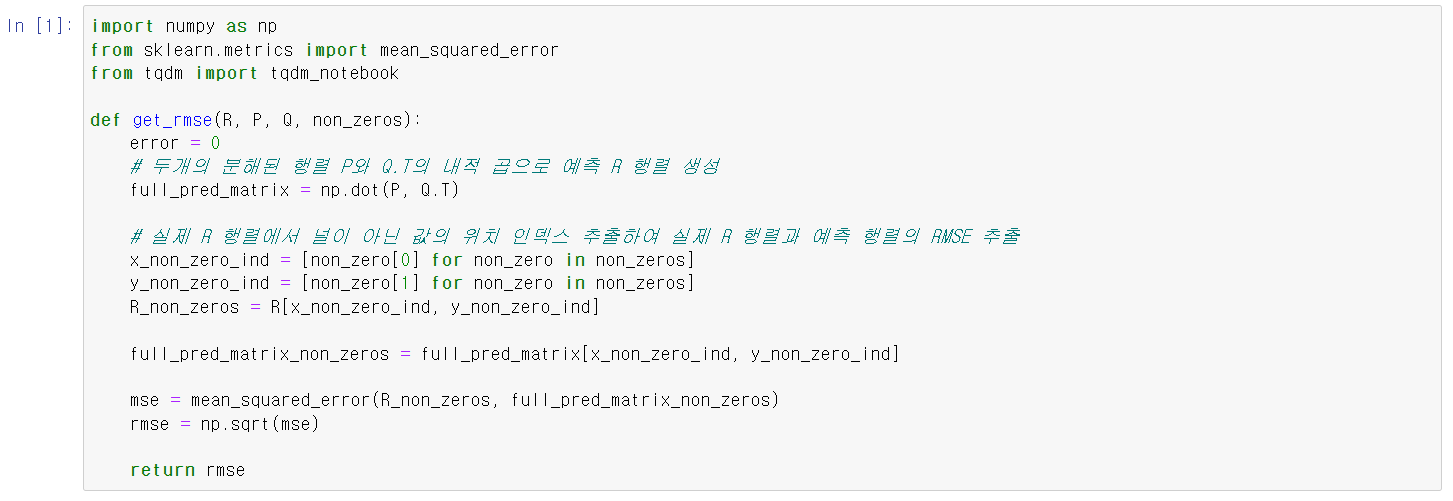 In [1]:
import numpy as np
from sklearn.metrics import mean_squared_error
from tqdm import tqdm_notebook
def get_rmse(R, P, Q, non_zeros):
    error = 0
    # 두개의 분해된 행렬 P와 Q.T의 내적 곱으로 예측 R 행렬 생성
    full_pred_matrix = np.dot(P, Q.T)
    # 실제 R 행렬에서 널이 아닌 값의 위치 인덱스 추출하여 실제 R 행렬과 예측 행렬의 RMSE 추출
    x_non_zero_ind = [non_zero[0] for non_zero in non_zeros]
    y_non_zero_ind = [non_zero[1] for non_zero in non_zeros]
    R_non_zeros = R[x_non_zero_ind, y_non_zero_ind]
    full_pred_matrix_non_zeros = full_pred_matrix[x_non_zero_ind, y_non_zero_ind]
    mse = mean_squared_error(R_non_zeros, full_pred_matrix_non_zeros)
    rmse = np.sqrt(mse)
    return rmse